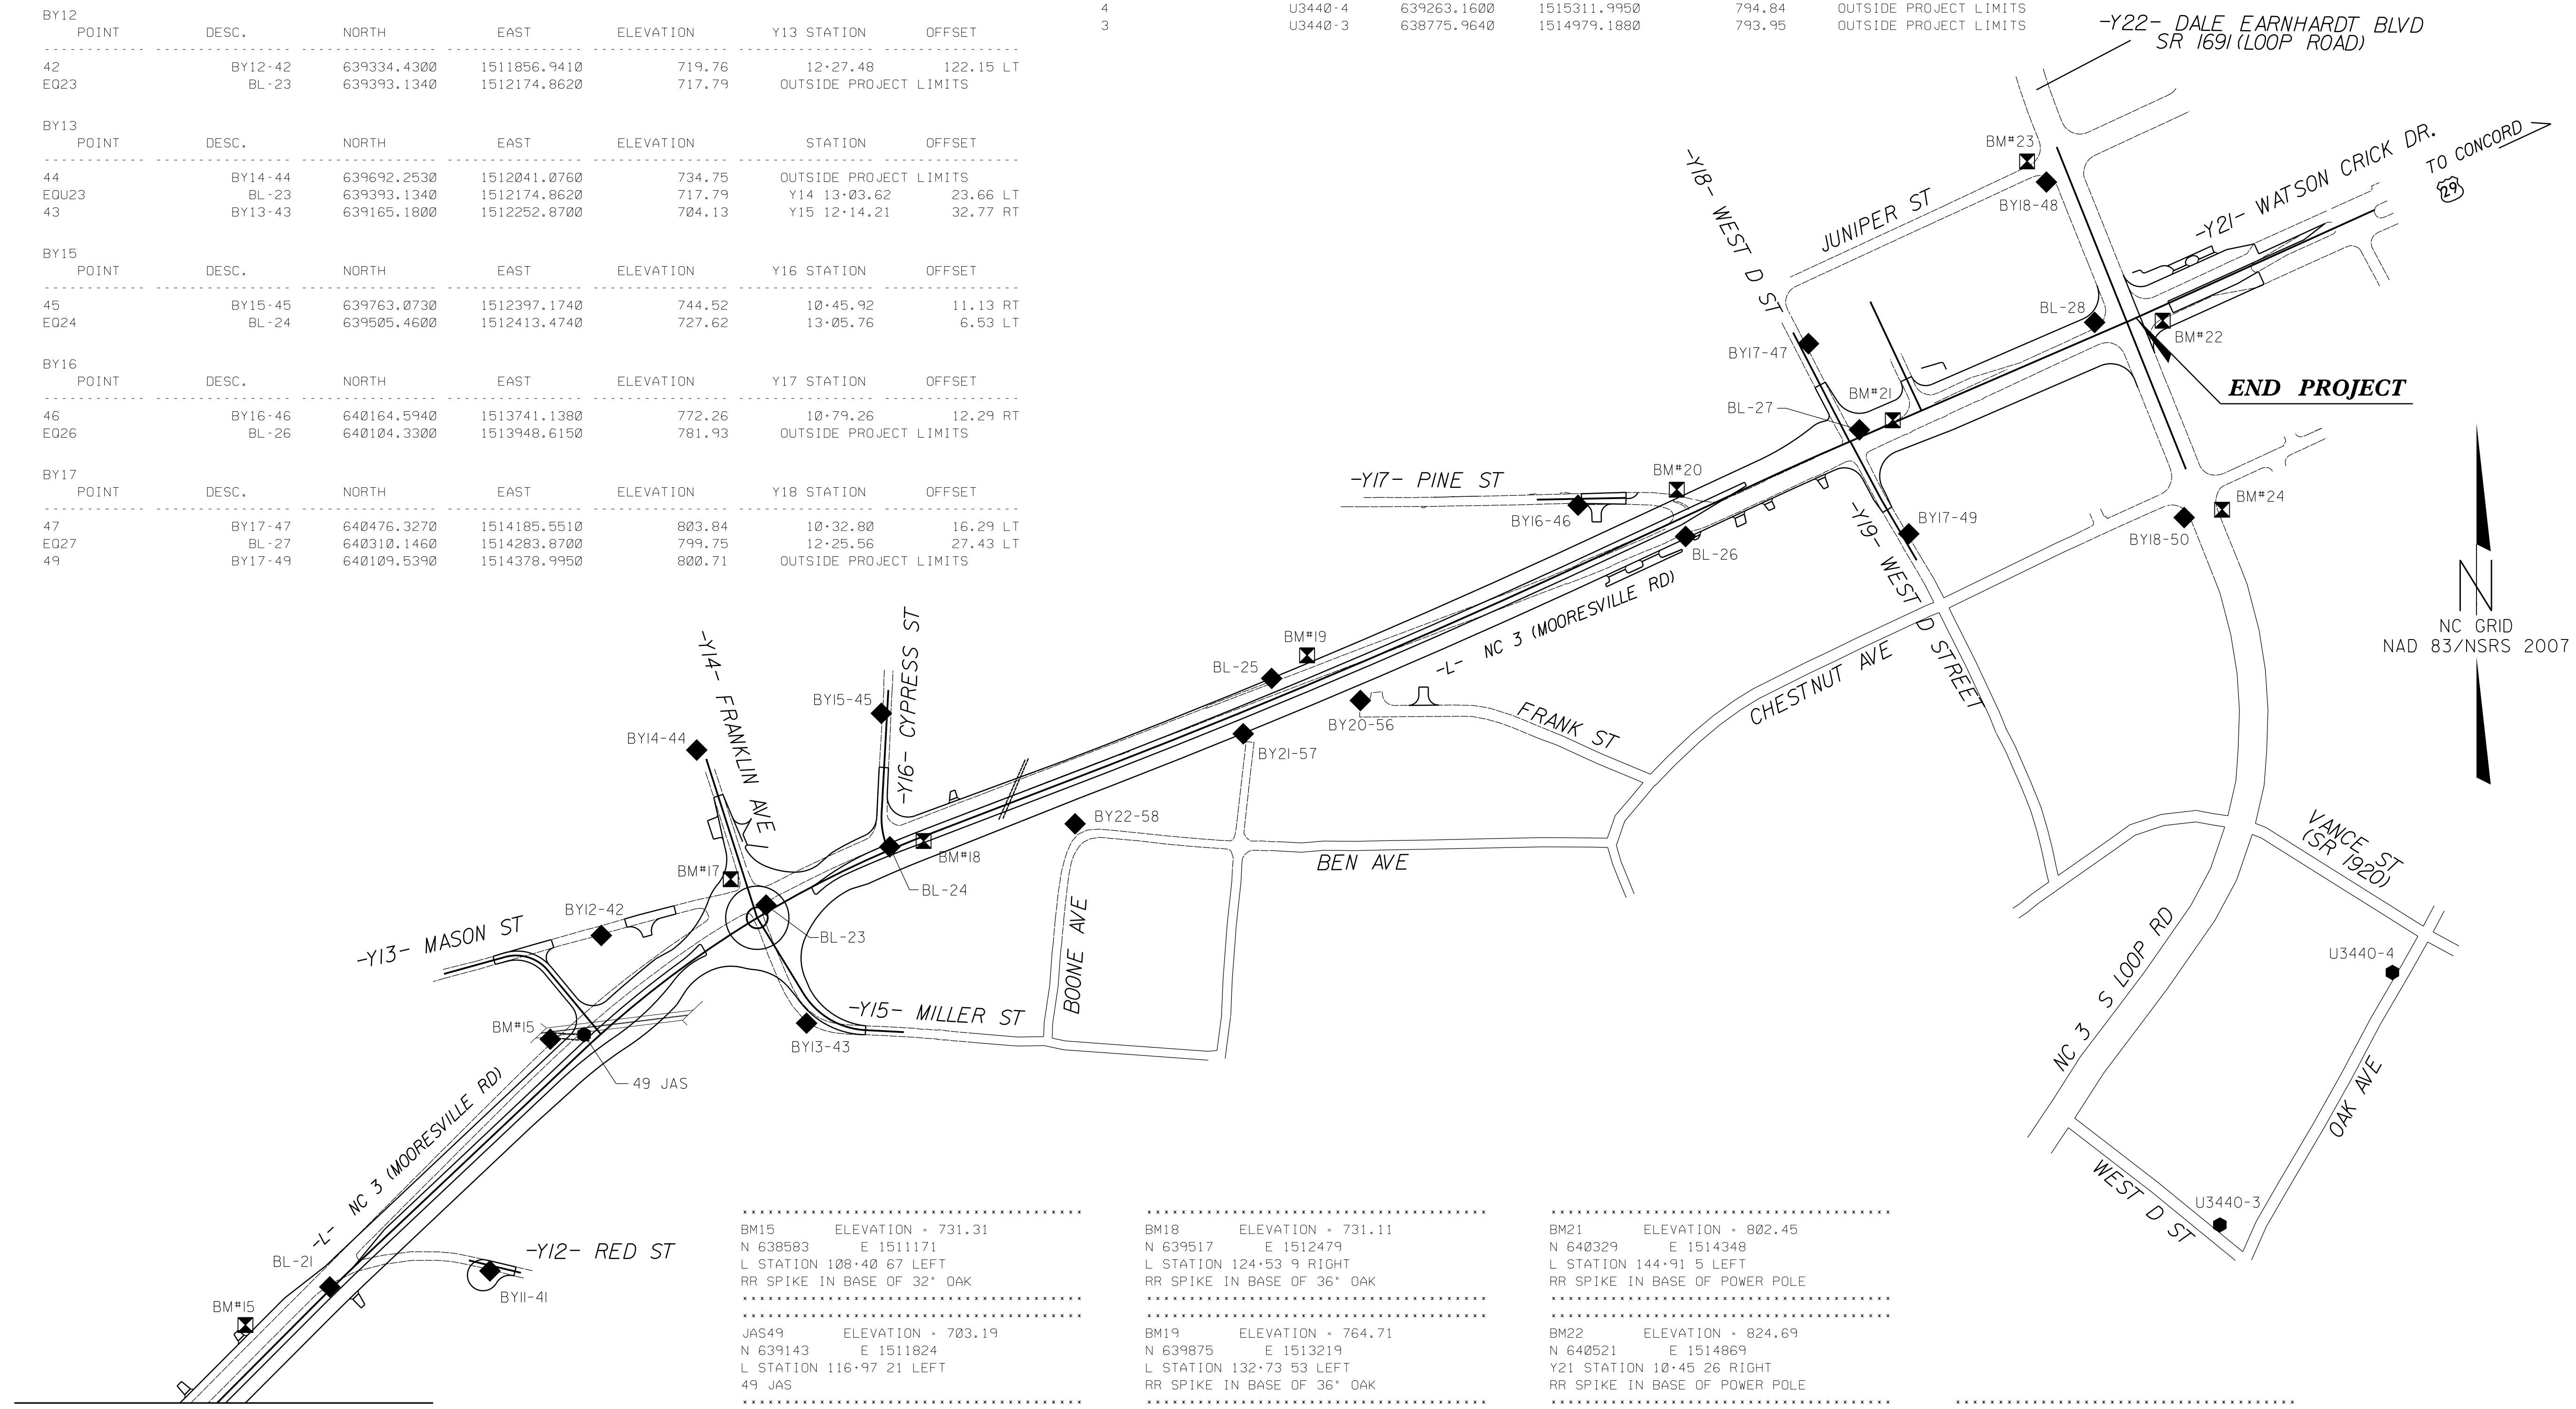 BY12
POINT DESC. NORTH EAST ELEVATION Y13 STATION OFFSET
42 BY12-42 639334.4300 1511856.9410 719.76 12+27.48 122.15 LT
EQ23 BL-23 639393.1340 1512174.8620 717.79 OUTSIDE PROJECT LIMITS
BY13
POINT DESC. NORTH EAST ELEVATION STATION OFFSET
44 BY14-44 639692.2530 1512041.0760 734.75 OUTSIDE PROJECT LIMITS
EQU23 BL-23 639393.1340 1512174.8620 717.79 Y14 13+03.62 23.66 LT
43 BY13-43 639165.1800 1512252.8700 704.13 Y15 12+14.21 32.77 RT
BY15
POINT DESC. NORTH EAST ELEVATION Y16 STATION OFFSET
45 BY15-45 639763.0730 1512397.1740 744.52 10+45.92 11.13 RT
EQ24 BL-24 639505.4600 1512413.4740 727.62 13+05.76 6.53 LT
BY16
POINT DESC. NORTH EAST ELEVATION Y17 STATION OFFSET
46 BY16-46 640164.5940 1513741.1380 772.26 10+79.26 12.29 RT
EQ26 BL-26 640104.3300 1513948.6150 781.93 OUTSIDE PROJECT LIMITS
BY17
POINT DESC. NORTH EAST ELEVATION Y18 STATION OFFSET
47 BY17-47 640476.3270 1514185.5510 803.84 10+32.80 16.29 LT
EQ27 BL-27 640310.1460 1514283.8700 799.75 12+25.56 27.43 LT
49 BY17-49 640109.5390 1514378.9950 800.71 OUTSIDE PROJECT LIMITS
4 U3440-4 639263.1600 1515311.9950 794.84 OUTSIDE PROJECT LIMITS
3 U3440-3 638775.9640 1514979.1880 793.95 OUTSIDE PROJECT LIMITS
-Y22- DALE EARNHARDT BLVD
SR 1691 (LOOP ROAD)
BM#23
BY18-48
JUNIPER ST
-Y18- WEST D ST
-Y21- WATSON CRICK DR.
TO CONCORD
29
BL-28
BM#22
END PROJECT
BY17-47
BM#21
BL-27
-Y17- PINE ST
BM#20
BY16-46
BL-26
BY17-49
BM#24
BY18-50
-Y19- WEST D STREET
N
NC GRID
NAD 83/NSRS 2007
-L- NC 3 (MOORESVILLE RD)
CHESTNUT AVE
BM#19
BL-25
BY20-56
FRANK ST
BY21-57
-Y14- FRANKLIN AVE
-Y16- CYPRESS ST
BY15-45
BY14-44
BY22-58
BM#18
BL-24
BEN AVE
BM#17
VANCE ST
(SR 1920)
BY12-42
-Y13- MASON ST
BL-23
BOONE AVE
-Y15- MILLER ST
BY13-43
BM#15
49 JAS
U3440-4
NC 3 S LOOP RD
OAK AVE
-L- NC 3 (MOORESVILLE RD)
WEST D ST
U3440-3
-Y12- RED ST
BL-21
BY11-41
BM#15
BM15 ELEVATION = 731.31
N 638583 E 1511171
L STATION 108+40 67 LEFT
RR SPIKE IN BASE OF 32" OAK
JAS49 ELEVATION = 703.19
N 639143 E 1511824
L STATION 116+97 21 LEFT
49 JAS
BM18 ELEVATION = 731.11
N 639517 E 1512479
L STATION 124+53 9 RIGHT
RR SPIKE IN BASE OF 36" OAK
BM19 ELEVATION = 764.71
N 639875 E 1513219
L STATION 132+73 53 LEFT
RR SPIKE IN BASE OF 36" OAK
BM21 ELEVATION = 802.45
N 640329 E 1514348
L STATION 144+91 5 LEFT
RR SPIKE IN BASE OF POWER POLE
BM22 ELEVATION = 824.69
N 640521 E 1514869
Y21 STATION 10+45 26 RIGHT
RR SPIKE IN BASE OF POWER POLE